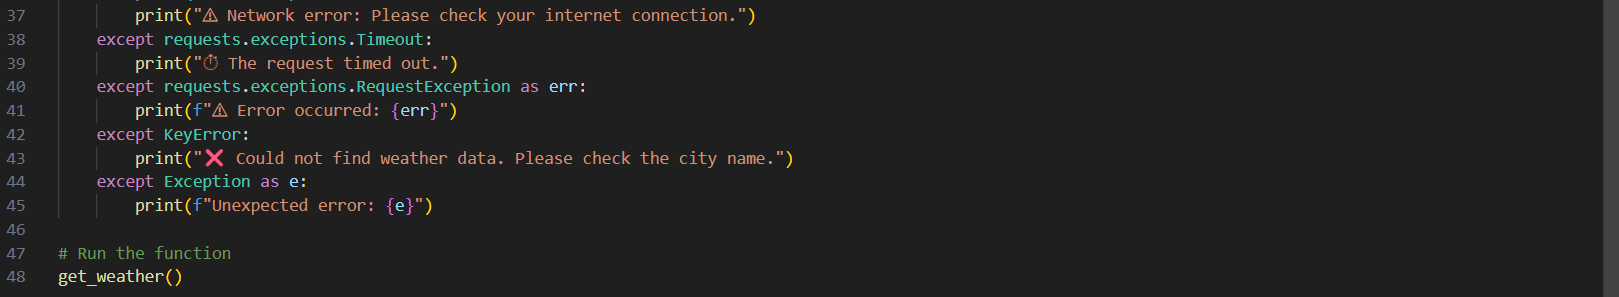 37 print("⚠ Network error: Please check your internet connection.")
38 except requests.exceptions.Timeout:
39 print("⏱ The request timed out.")
40 except requests.exceptions.RequestException as err:
41 print(f"⚠ Error occurred: {err}")
42 except KeyError:
43 print("❌ Could not find weather data. Please check the city name.")
44 except Exception as e:
45 print(f"Unexpected error: {e}")
46
47 # Run the function
48 get_weather()